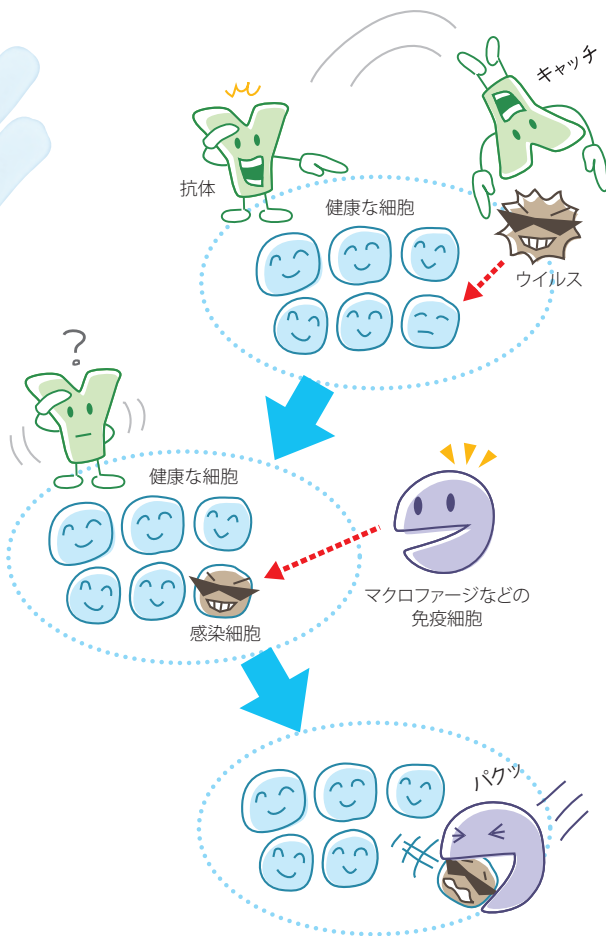 キャッチ
抗体
健康な細胞
ウイルス
?
健康な細胞
マクロファージなどの
免疫細胞
感染細胞
パクッ